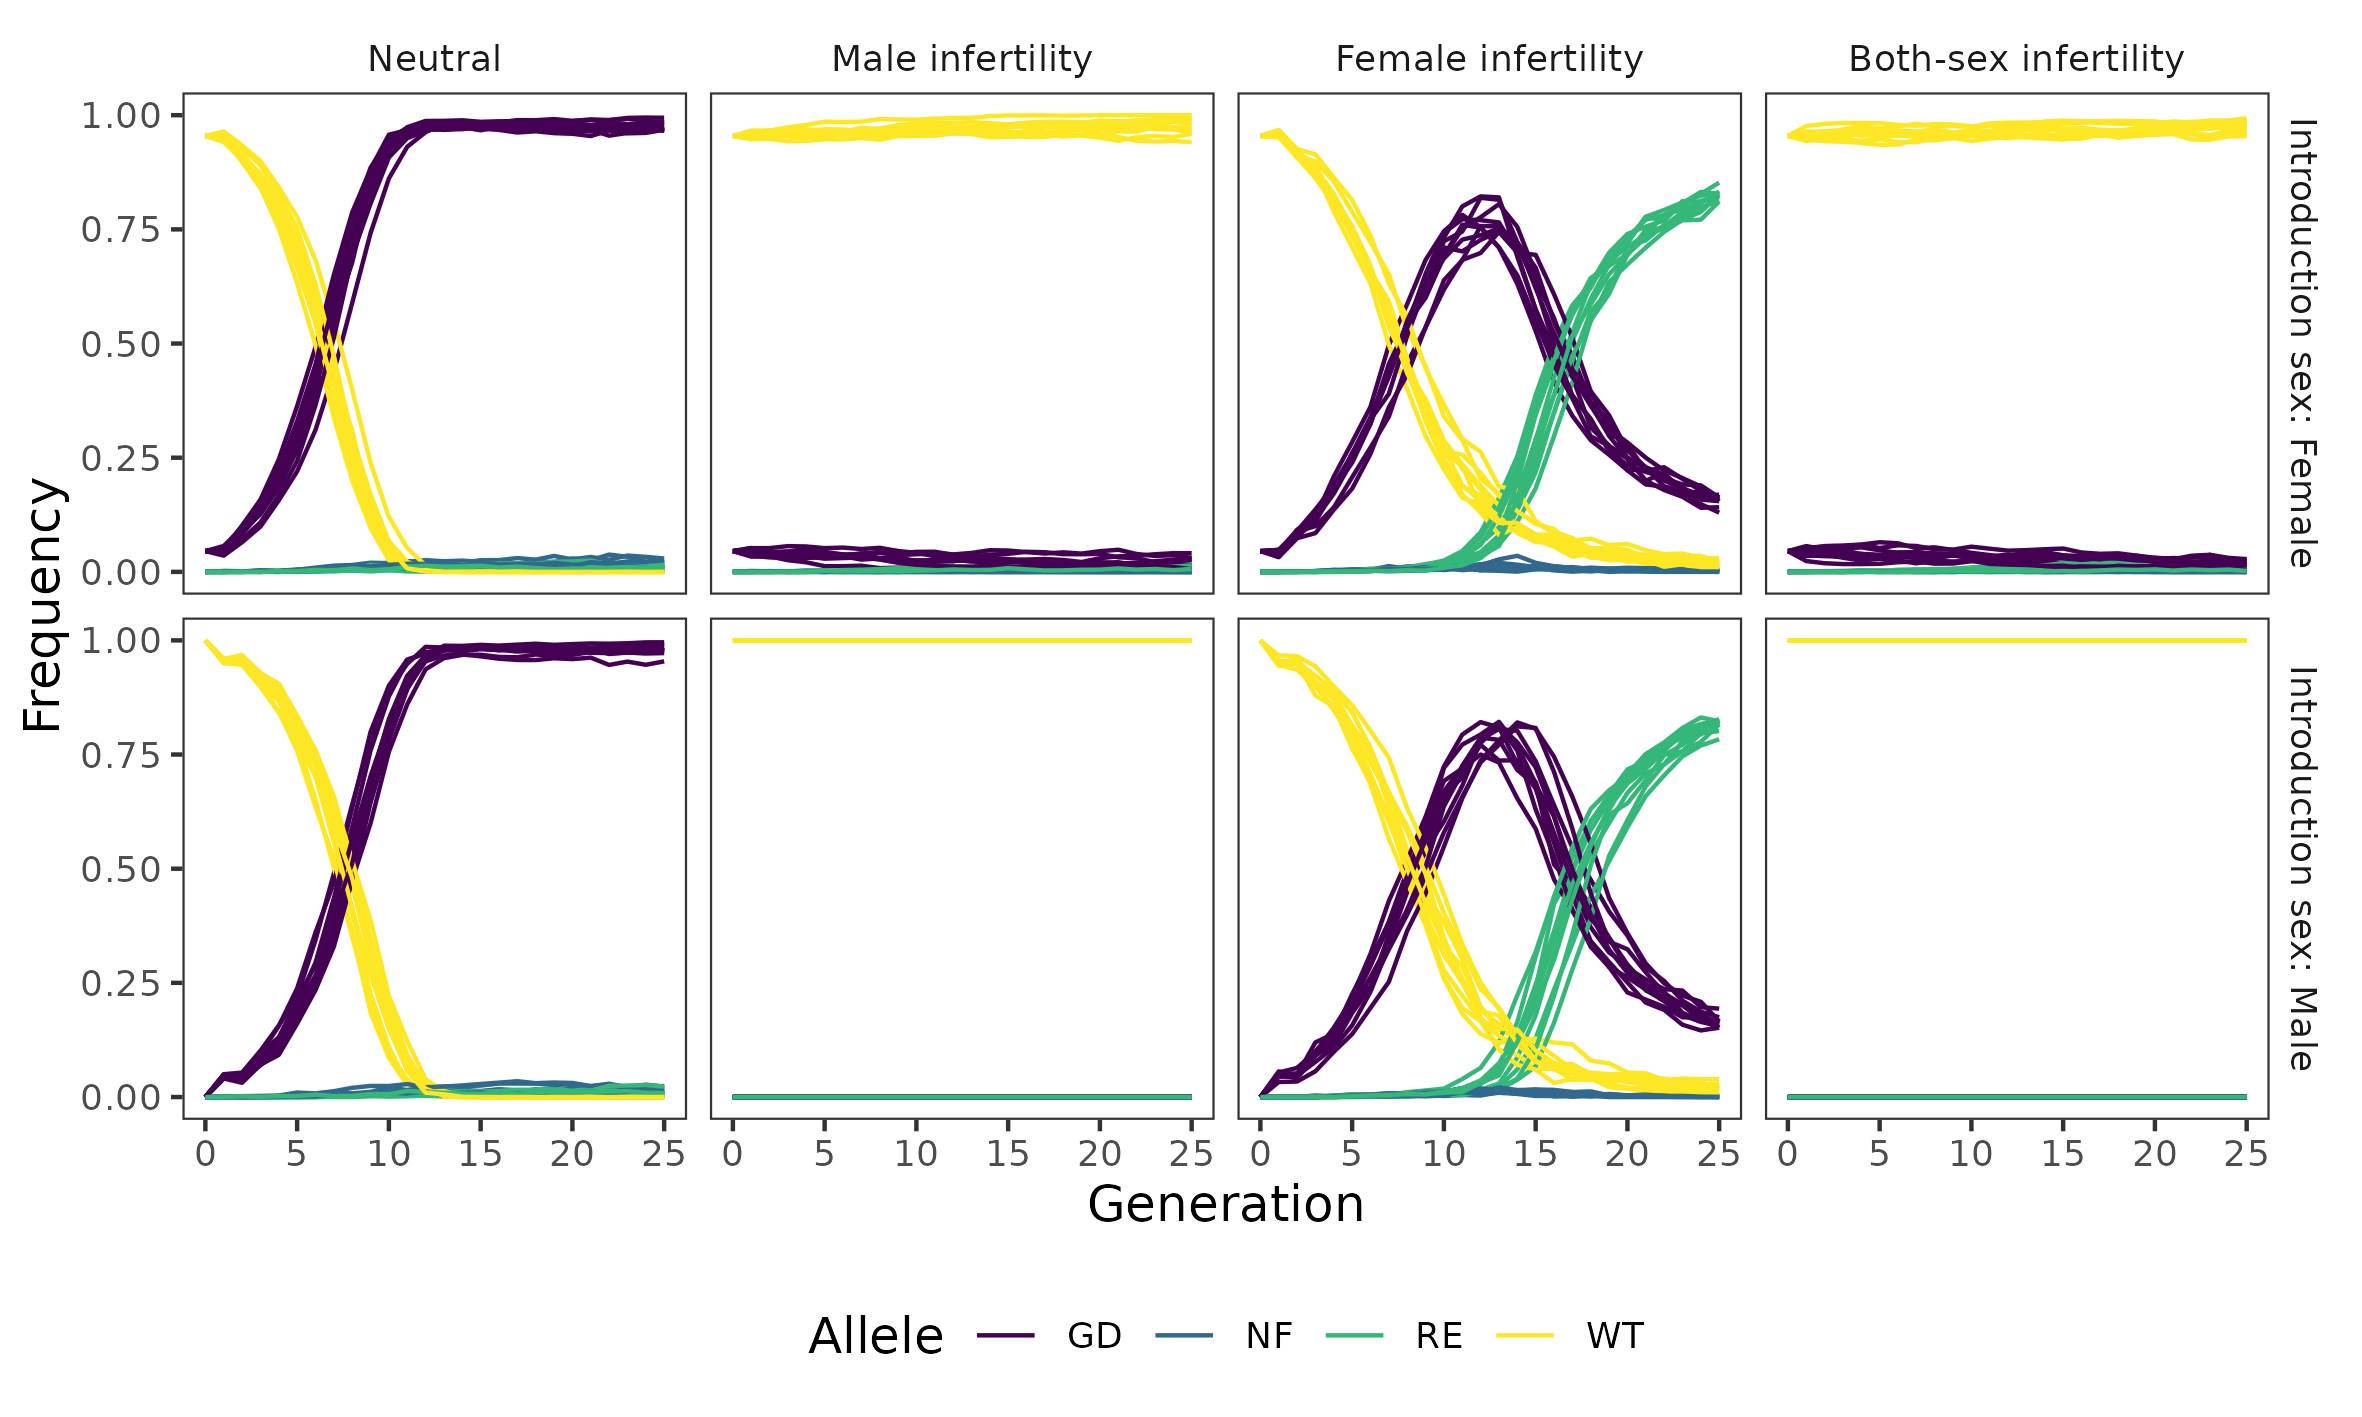 Neutral Male infertility Female infertility Both-sex infertility
1.00
0.75
0.50
0.25
0.00
Introduction sex: Female
Frequency
1.00
0.75
0.50
0.25
0.00
Introduction sex: Male
0 5 10 15 20 25 0 5 10 15 20 25 0 5 10 15 20 25 0 5 10 15 20 25
Generation
Allele GD NF RE WT